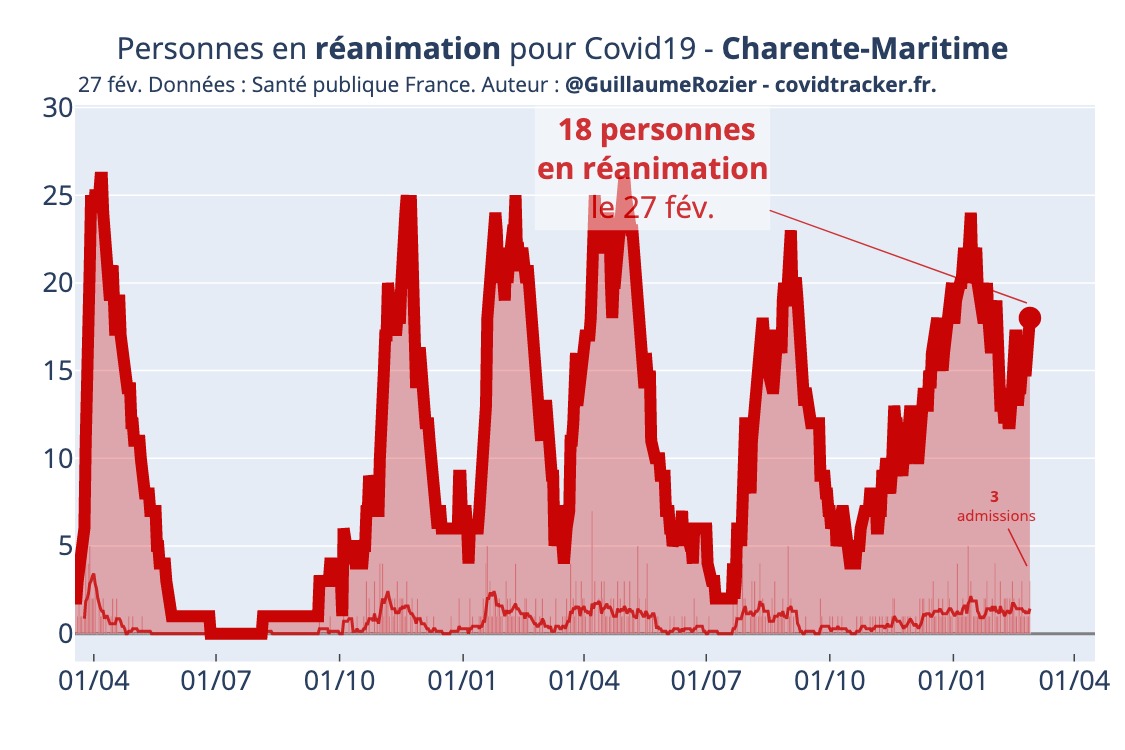 Personnes en réanimation pour Covid19 - Charente-Maritime
27 fév. Données : Santé publique France. Auteur : @GuillaumeRozier - covidtracker.fr.
30
18 personnes
en réanimation
le 27 fév.
25
20
15
10
3
admissions
5
0
01/04 01/07 01/10 01/01 01/04 01/07 01/10 01/01 01/04